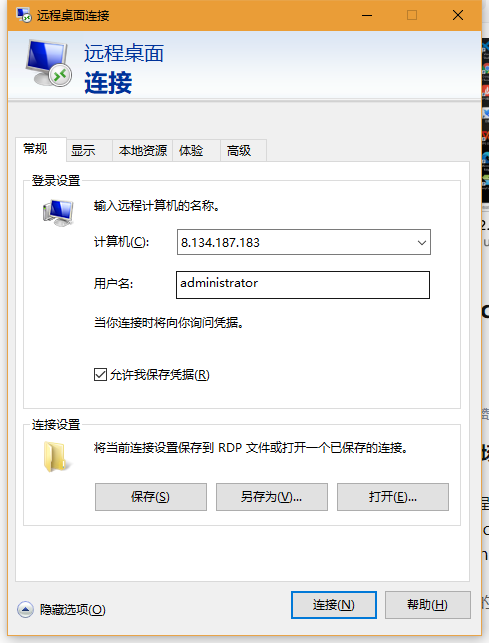 远程桌面连接
远程桌面
连接
常规 显示 本地资源 体验 高级
登录设置
输入远程计算机的名称。
计算机(C): 8.134.187.183
用户名: administrator
当你连接时将向你询问凭据。
允许我保存凭据(R)
连接设置
将当前连接设置保存到 RDP 文件或打开一个已保存的连接。
保存(S) 另存为(V)... 打开(E)...
隐藏选项(O) 连接(N) 帮助(H)